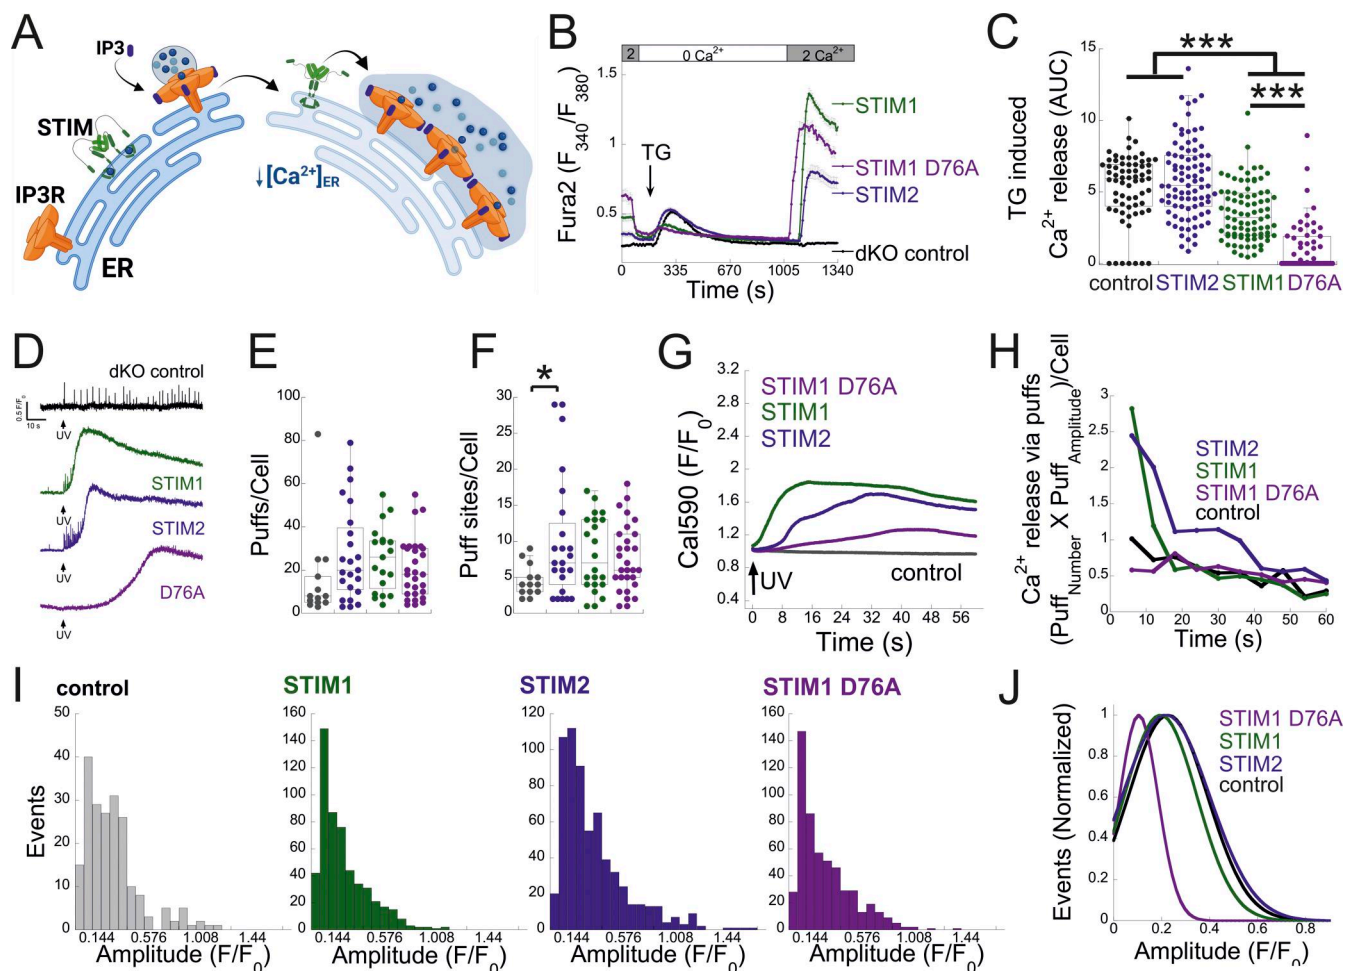 A
IP3
STIM
IP3R
ER
↓[Ca²⁺]ER
B
2
0 Ca²⁺
2 Ca²⁺
Fura2 (F340/F380)
1.5
1
0.5
TG
STIM1
STIM1 D76A
STIM2
dKO control
0
335
670
1005
1340
Time (s)
C
TG induced
Ca²⁺ release (AUC)
15
10
5
0
***
***
control
STIM2
STIM1
D76A
D
dKO control
0.5 F/F0
10 s
UV
STIM1
UV
STIM2
UV
D76A
UV
E
Puffs/Cell
100
80
60
40
20
0
F
Puff sites/Cell
30
25
20
15
10
5
0
*
G
Cal590 (F/F0)
3.2
2.8
2.4
2
1.6
1.2
0.8
0.4
STIM1 D76A
STIM1
STIM2
UV
control
0
8
16
24
32
40
48
56
Time (s)
H
Ca²⁺ release via puffs
(PuffNumber X PuffAmplitude)/Cell
3
2.5
2
1.5
1
0.5
0
STIM2
STIM1
STIM1 D76A
control
0
10
20
30
40
50
60
Time (s)
I
control
Events
50
40
30
20
10
0
0.144
0.576
1.008
1.44
Amplitude (F/F0)
STIM1
160
140
120
100
80
60
40
20
0
0.144
0.576
1.008
1.44
Amplitude (F/F0)
STIM2
120
100
80
60
40
20
0
0.144
0.576
1.008
1.44
Amplitude (F/F0)
STIM1 D76A
160
140
120
100
80
60
40
20
0
0.144
0.576
1.008
1.44
Amplitude (F/F0)
J
Events (Normalized)
1
0.8
0.6
0.4
0.2
0
STIM1 D76A
STIM1
STIM2
control
0
0.2
0.4
0.6
0.8
Amplitude (F/F0)